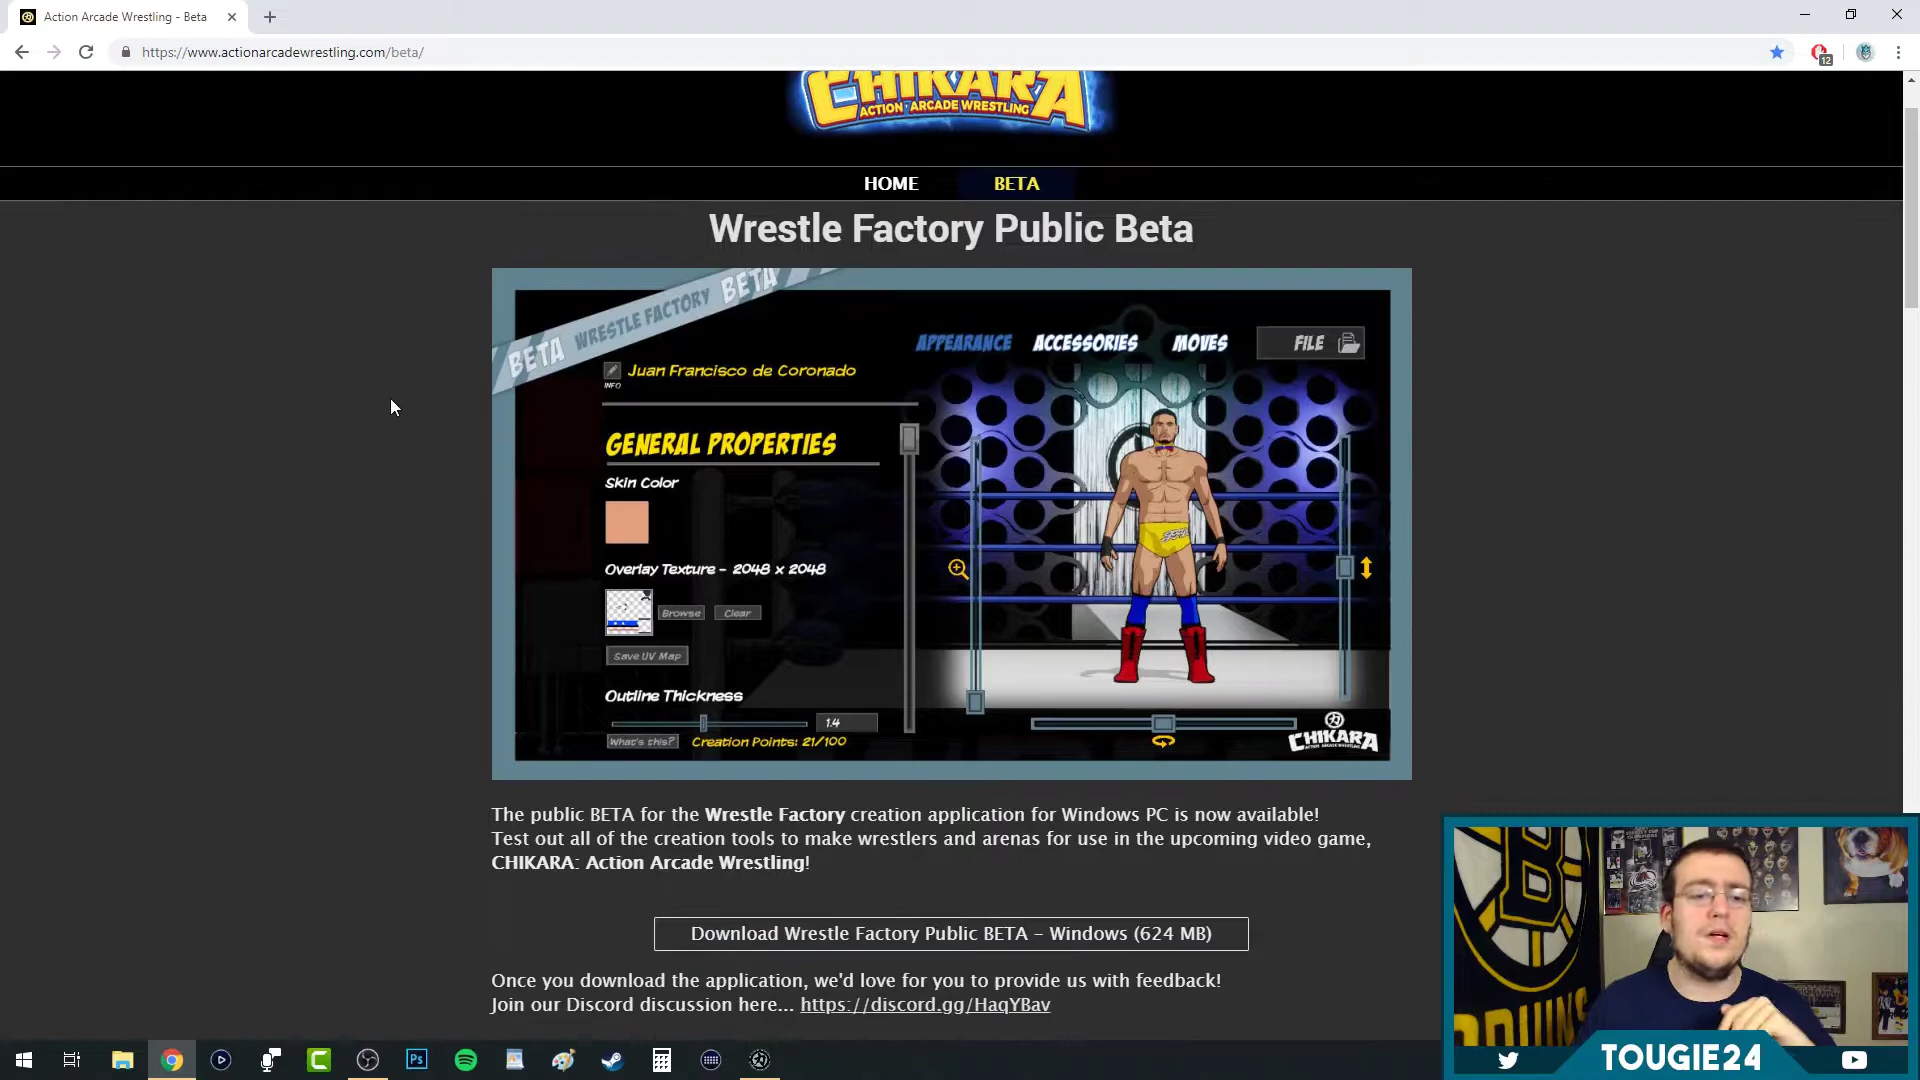 Action Arcade Wrestling - Beta
https://www.actionarcadewrestling.com/beta/
12
CHIKARA
ACTION ARCADE WRESTLING
HOME BETA
Wrestle Factory Public Beta
BETA WRESTLE FACTORY BETA
APPEARANCE ACCESSORIES MOVES FILE
INFO Juan Francisco de Coronado
GENERAL PROPERTIES
Skin Color
Overlay Texture - 2048 x 2048
Browse Clear
Save UV Map
Outline Thickness
1.4
What's this? Creation Points: 21/100
CHIKARA
ACTION ARCADE WRESTLING
The public BETA for the Wrestle Factory creation application for Windows PC is now available!
Test out all of the creation tools to make wrestlers and arenas for use in the upcoming video game,
CHIKARA: Action Arcade Wrestling!
Download Wrestle Factory Public BETA - Windows (624 MB)
Once you download the application, we'd love for you to provide us with feedback!
Join our Discord discussion here... https://discord.gg/HaqYBav
B
BRUINS
Ps
TOUGIE24